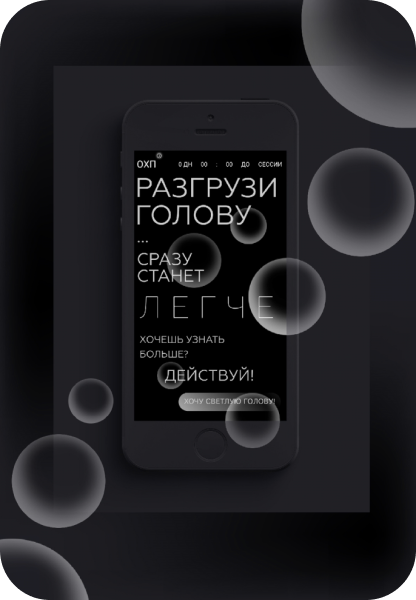 ОХП 0 ДН 00 : 00 ДО СЕССИИ
РАЗГРУЗИ
ГОЛОВУ
...
СРАЗУ
СТАНЕТ
ЛЕГЧЕ
ХОЧЕШЬ УЗНАТЬ
БОЛЬШЕ?
ДЕЙСТВУЙ!
ХОЧУ СВЕТЛУЮ ГОЛОВУ!